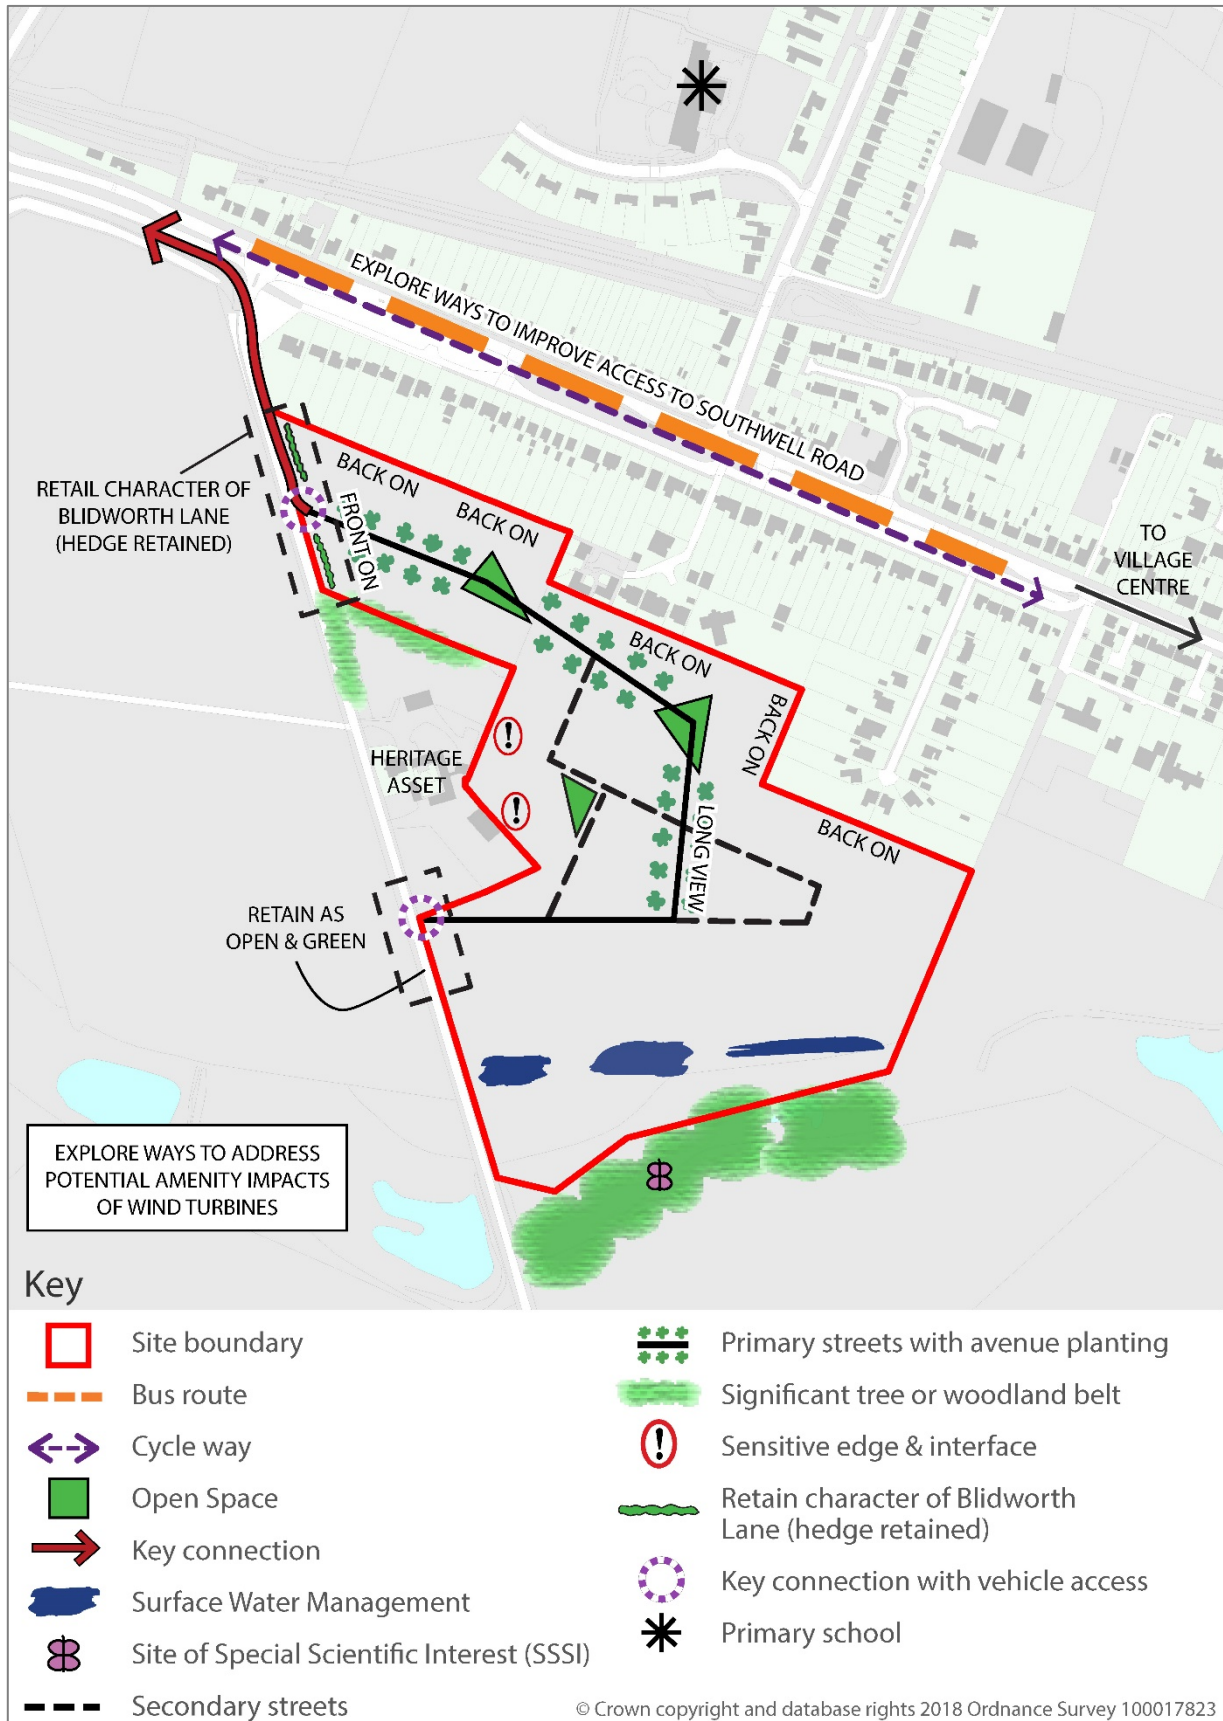 EXPLORE WAYS TO IMPROVE ACCESS TO SOUTHWELL ROAD
RETAIL CHARACTER OF
BLIDWORTH LANE
(HEDGE RETAINED)
BACK ON
FRONT ON
BACK ON
TO
VILLAGE
CENTRE
BACK ON
BACK ON
HERITAGE
ASSET
LONG VIEW
BACK ON
RETAIN AS
OPEN & GREEN
EXPLORE WAYS TO ADDRESS
POTENTIAL AMENITY IMPACTS
OF WIND TURBINES
Key
Site boundary
Bus route
Cycle way
Open Space
Key connection
Surface Water Management
Site of Special Scientific Interest (SSSI)
Secondary streets
Primary streets with avenue planting
Significant tree or woodland belt
Sensitive edge & interface
Retain character of Blidworth
Lane (hedge retained)
Key connection with vehicle access
Primary school
© Crown copyright and database rights 2018 Ordnance Survey 100017823